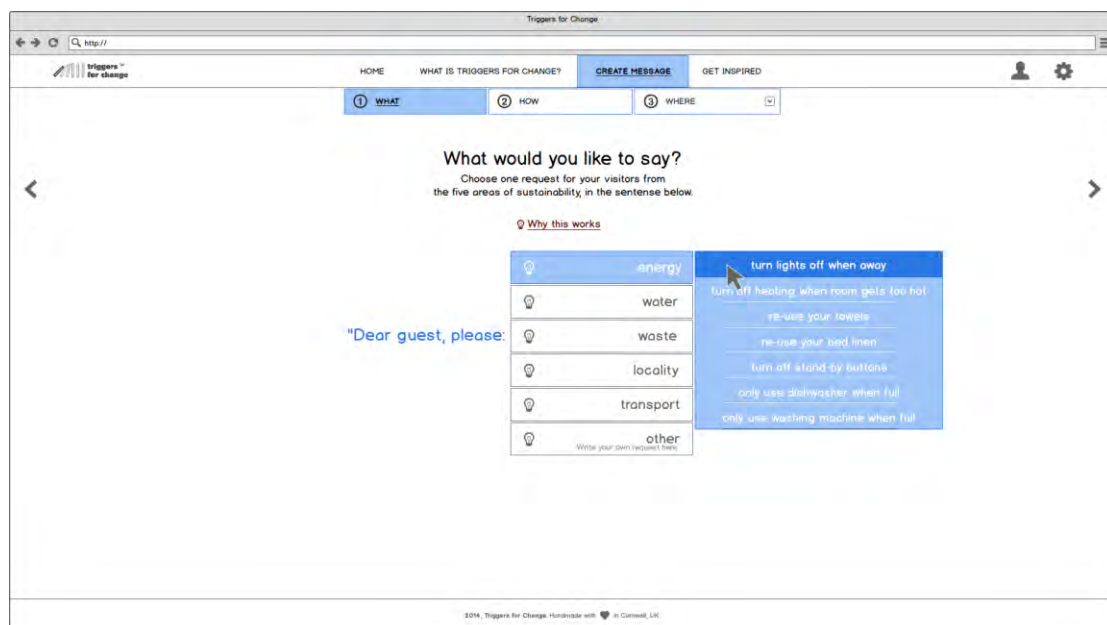 Triggers for Change
http://
triggers™
for change
HOME WHAT IS TRIGGERS FOR CHANGE? CREATE MESSAGE GET INSPIRED
1 WHAT 2 HOW 3 WHERE
What would you like to say?
Choose one request for your visitors from
the five areas of sustainability, in the sentence below.
Why this works
"Dear guest, please:
energy
water
waste
locality
transport
other
Write your own request here
turn lights off when away
turn off heating when room gets too hot
re-use your towels
re-use your bed linen
turn off stand-by buttons
only use dishwasher when full
only use washing machine when full
2014, Triggers for Change. Handmade with ♥ in Cornwall, UK.